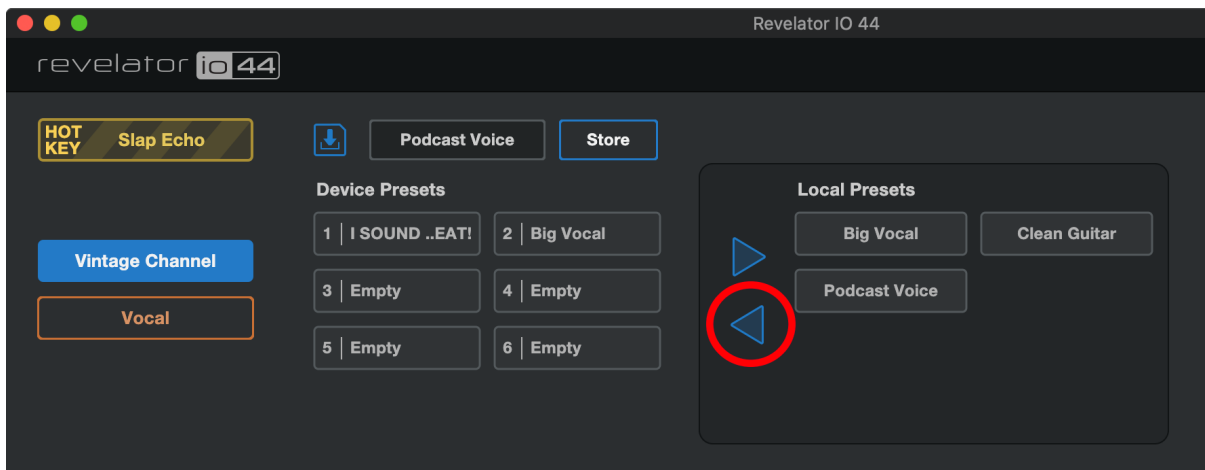 Revelator IO 44
revelator io 44
HOT KEY Slap Echo
Podcast Voice
Store
Vintage Channel
Vocal
Device Presets
1 | I SOUND ..EAT!
2 | Big Vocal
3 | Empty
4 | Empty
5 | Empty
6 | Empty
Local Presets
Big Vocal
Clean Guitar
Podcast Voice